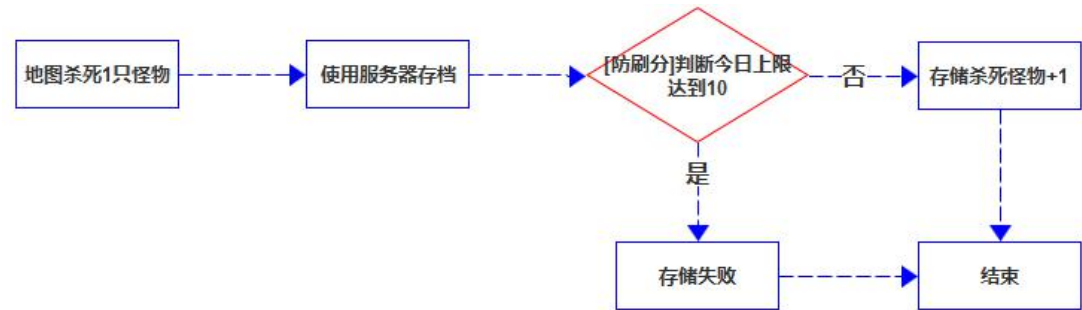 地图杀死1只怪物
使用服务器存档
[防刷分]判断今日上限
达到10
否
存储杀死怪物+1
是
存储失败
结束